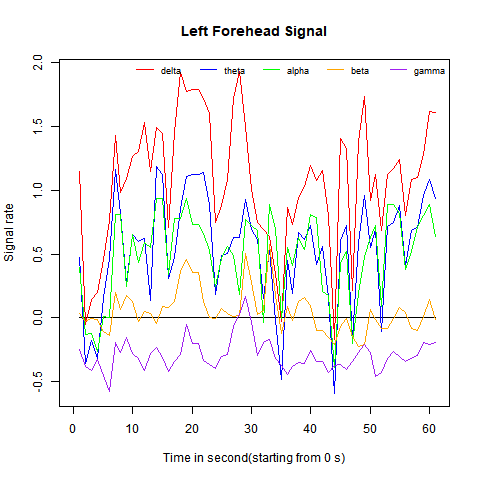 Left Forehead Signal
delta theta alpha beta gamma
Signal rate
2.0
1.5
1.0
0.5
0.0
-0.5
0 10 20 30 40 50 60
Time in second(starting from 0 s)